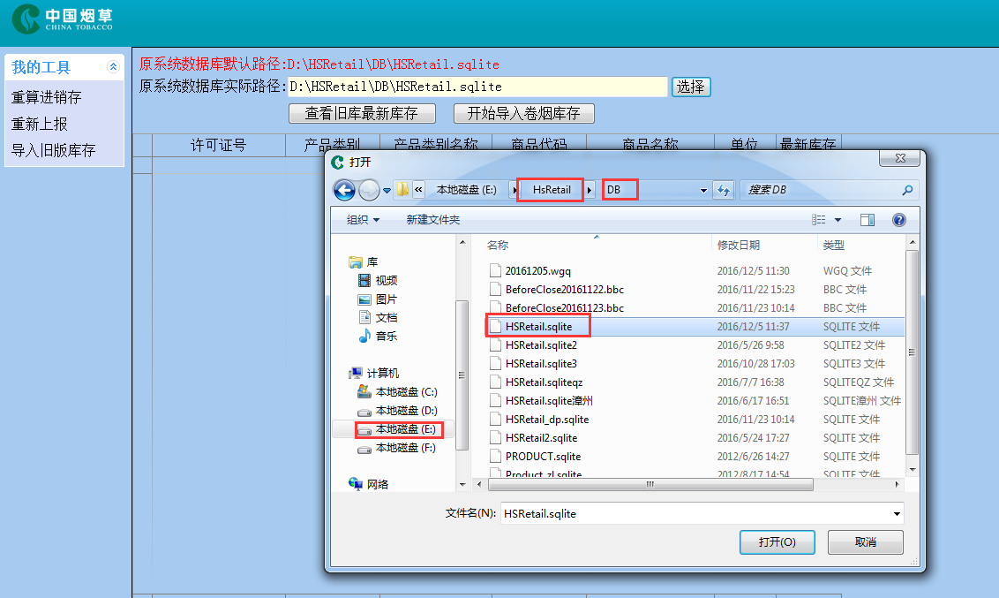 中国烟草
CHINA TOBACCO
我的工具
重算进销存
重新上报
导入旧版库存
原系统数据库默认路径:D:\HSRetail\DB\HSRetail.sqlite
原系统数据库实际路径: D:\HSRetail\DB\HSRetail.sqlite 选择
查看旧库最新库存 开始导入卷烟库存
许可证号 产品类别 产品类别名称 商品代码 商品名称 单位 最新库存
打开
« 本地磁盘 (E:) HsRetail DB 搜索 DB
组织 新建文件夹
库
视频
图片
文档
音乐
计算机
本地磁盘 (C:)
本地磁盘 (D:)
本地磁盘 (E:)
本地磁盘 (F:)
网络
名称 修改日期 类型
20161205.wgq 2016/12/5 11:30 WGQ 文件
BeforeClose20161122.bbc 2016/11/22 15:23 BBC 文件
BeforeClose20161123.bbc 2016/11/23 10:14 BBC 文件
HSRetail.sqlite 2016/12/5 11:37 SQLITE 文件
HSRetail.sqlite2 2016/5/26 9:58 SQLITE2 文件
HSRetail.sqlite3 2016/10/28 17:03 SQLITE3 文件
HSRetail.sqliteqz 2016/7/7 16:38 SQLITEQZ 文件
HSRetail.sqlite漳州 2016/6/17 16:51 SQLITE漳州 文件
HSRetail_dp.sqlite 2016/11/23 10:14 SQLITE 文件
HSRetail2.sqlite 2016/5/24 17:27 SQLITE 文件
PRODUCT.sqlite 2012/6/26 14:27 SQLITE 文件
Product_zl.sqlite 2012/8/17 14:54 SQLITE 文件
文件名(N): HSRetail.sqlite
打开(O) 取消